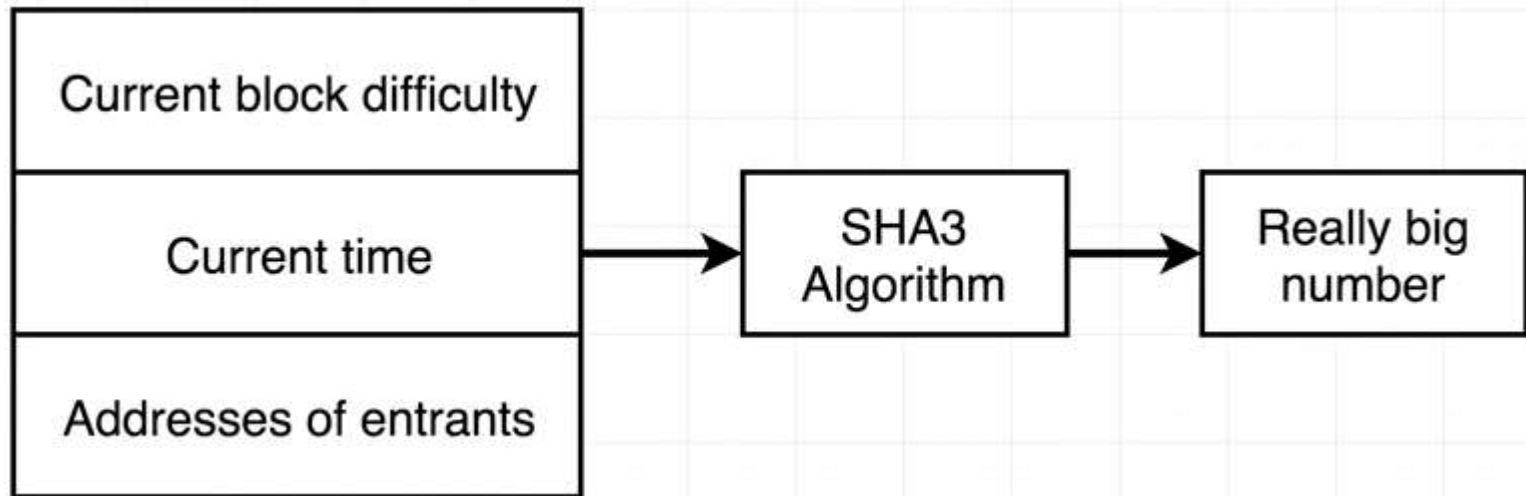 Current block difficulty
Current time
Addresses of entrants
SHA3
Algorithm
Really big
number